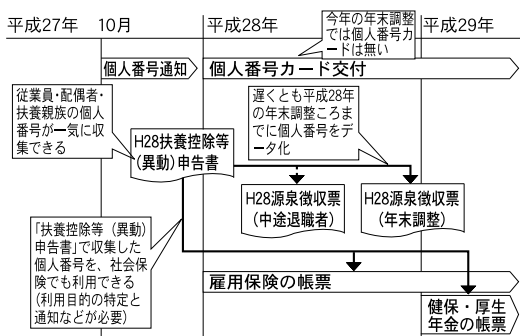 平成27年 10月 平成28年 平成29年
今年の年末調整
では個人番号カ
ードは無い
個人番号通知
個人番号カード交付
従業員・配偶者・
扶養親族の個人
番号が一気に収
集できる
遅くとも平成28年
の年末調整ころま
でに個人番号をデ
ータ化
H28扶養控除等
(異動)申告書
H28源泉徴収票
(中途退職者)
H28源泉徴収票
(年末調整)
「扶養控除等(異動)
申告書」で収集した
個人番号を、社会保
険でも利用できる
(利用目的の特定と
通知などが必要)
雇用保険の帳票
健保・厚生
年金の帳票